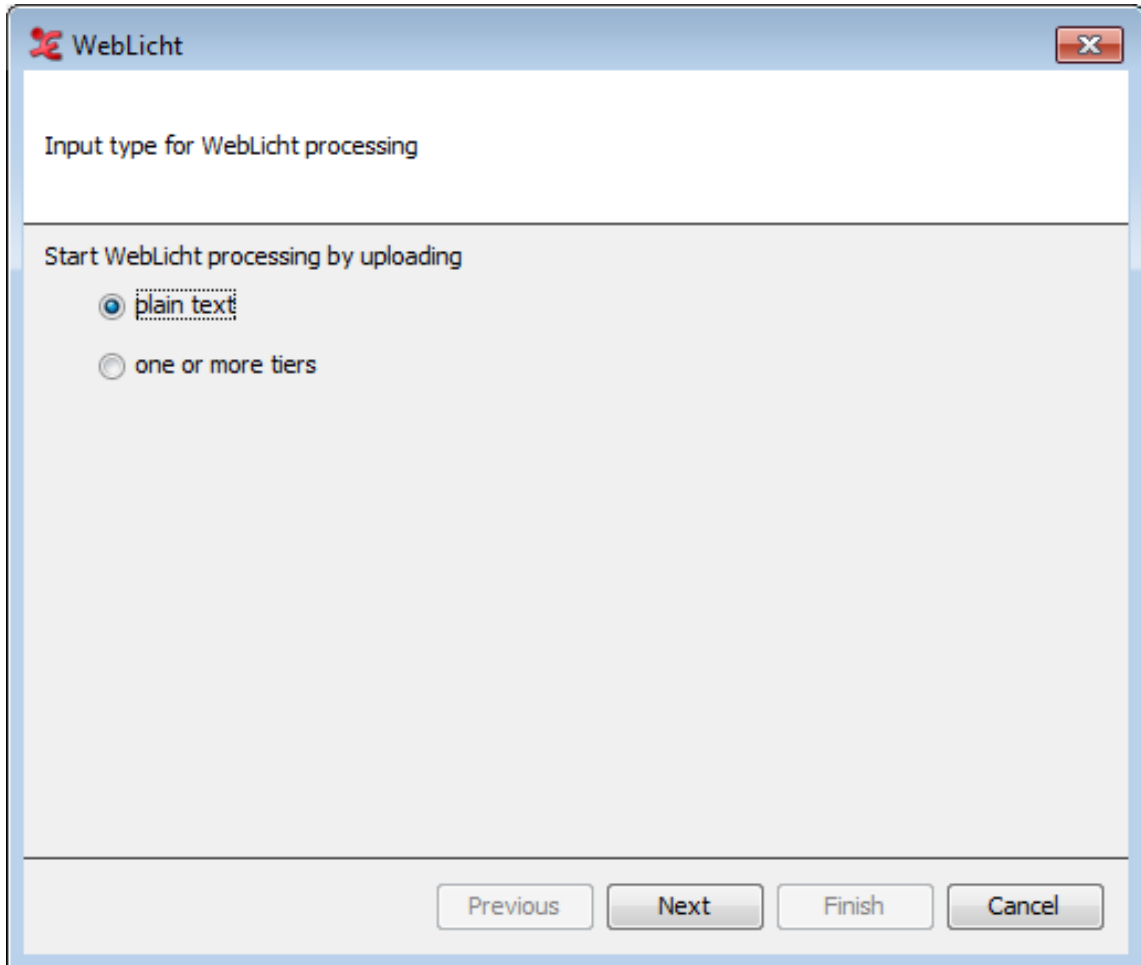 WebLicht
Input type for WebLicht processing
Start WebLicht processing by uploading
plain text
one or more tiers
Previous Next Finish Cancel